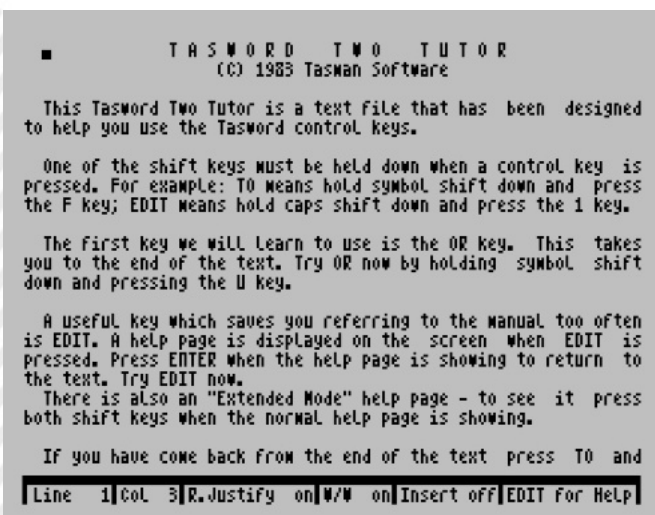 T A S W O R D   T W O   T U T O R
(C) 1983 Tasman Software
This Tasword Two Tutor is a text file that has been designed
to help you use the Tasword control keys.
One of the shift keys must be held down when a control key is
pressed. For example: TO means hold symbol shift down and press
the F key; EDIT means hold caps shift down and press the 1 key.
The first key we will learn to use is the OR key. This takes
you to the end of the text. Try OR now by holding symbol shift
down and pressing the U key.
A useful key which saves you referring to the manual too often
is EDIT. A help page is displayed on the screen when EDIT is
pressed. Press ENTER when the help page is showing to return to
the text. Try EDIT now.
There is also an "Extended Mode" help page - to see it press
both shift keys when the normal help page is showing.
If you have come back from the end of the text press TO and
Line 1 Col 3 R.Justify on W/W on Insert off EDIT for Help